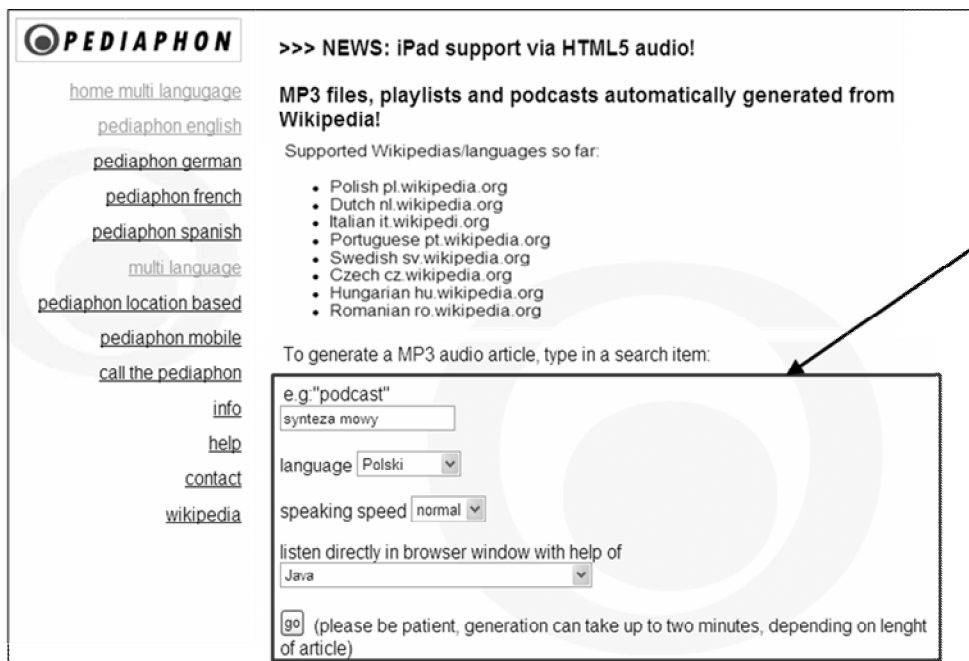 PEDIAPHON
home multi langugage
pediaphon english
pediaphon german
pediaphon french
pediaphon spanish
multi language
pediaphon location based
pediaphon mobile
call the pediaphon
info
help
contact
wikipedia
>>> NEWS: iPad support via HTML5 audio!
MP3 files, playlists and podcasts automatically generated from
Wikipedia!
Supported Wikipedias/languages so far:
• Polish pl.wikipedia.org
• Dutch nl.wikipedia.org
• Italian it.wikipedi.org
• Portuguese pt.wikipedia.org
• Swedish sv.wikipedia.org
• Czech cz.wikipedia.org
• Hungarian hu.wikipedia.org
• Romanian ro.wikipedia.org
To generate a MP3 audio article, type in a search item:
e.g:"podcast"
synteza mowy
language Polski
speaking speed normal
listen directly in browser window with help of
Java
go (please be patient, generation can take up to two minutes, depending on lenght
of article)